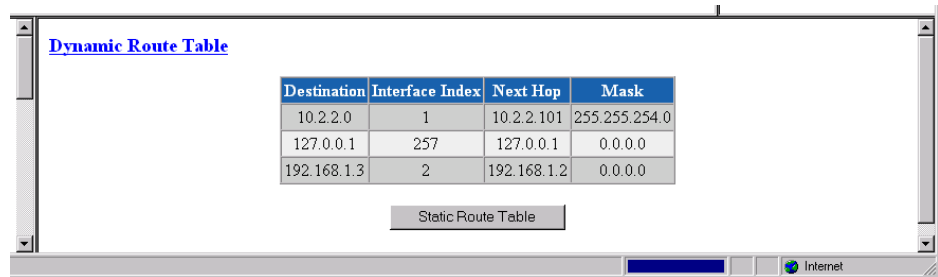 Dynamic Route Table
Destination Interface Index Next Hop Mask
10.2.2.0 1 10.2.2.101 255.255.254.0
127.0.0.1 257 127.0.0.1 0.0.0.0
192.168.1.3 2 192.168.1.2 0.0.0.0
Static Route Table
Internet